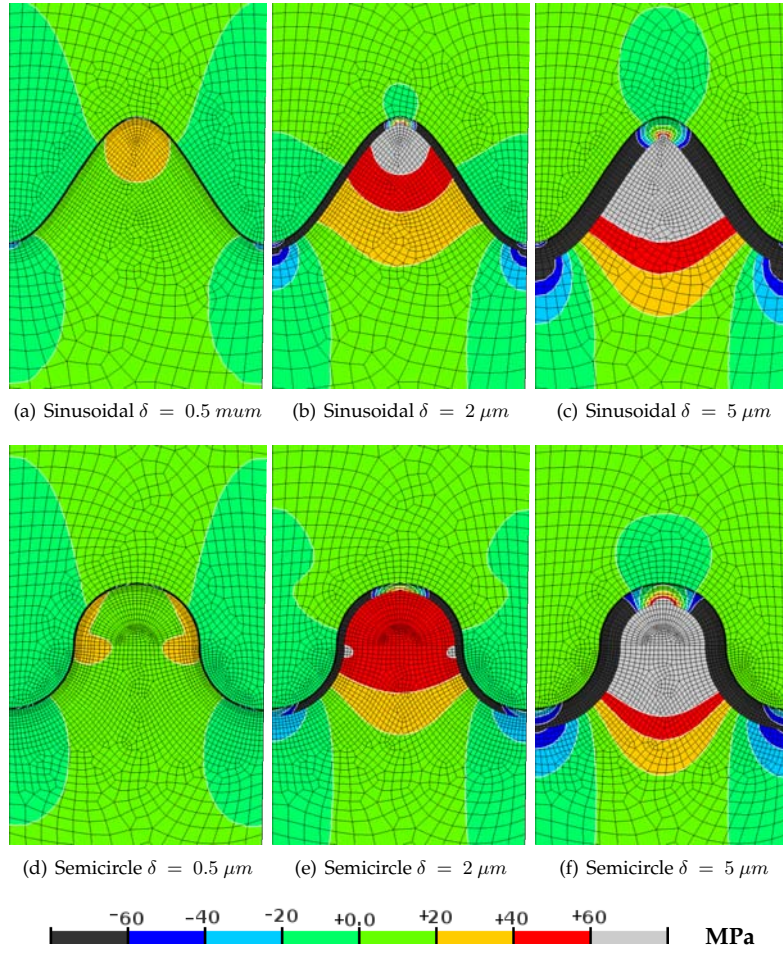 (a) Sinusoidal δ = 0.5 mum (b) Sinusoidal δ = 2 μm (c) Sinusoidal δ = 5 μm
(d) Semicircle δ = 0.5 μm (e) Semicircle δ = 2 μm (f) Semicircle δ = 5 μm
-60 -40 -20 +0.0 +20 +40 +60
MPa